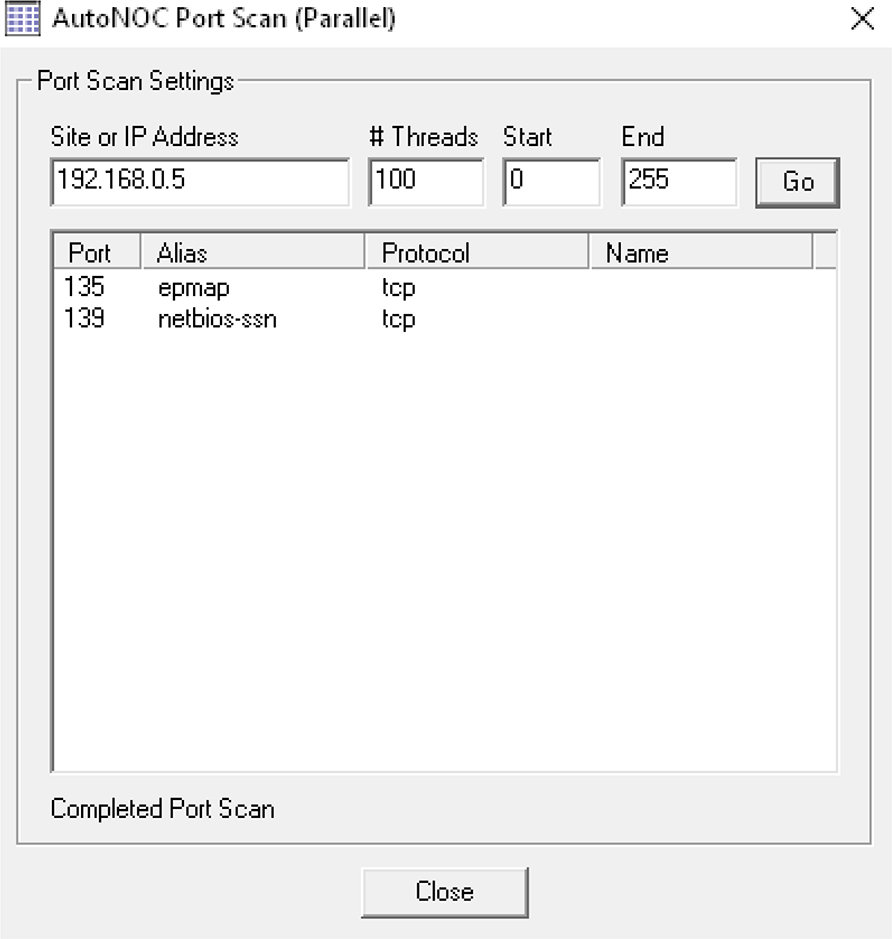 AutoNOC Port Scan (Parallel)
Port Scan Settings
Site or IP Address # Threads Start End
192.168.0.5 100 0 255 Go
Port Alias Protocol Name
135 epmap tcp
139 netbios-ssn tcp
Completed Port Scan
Close